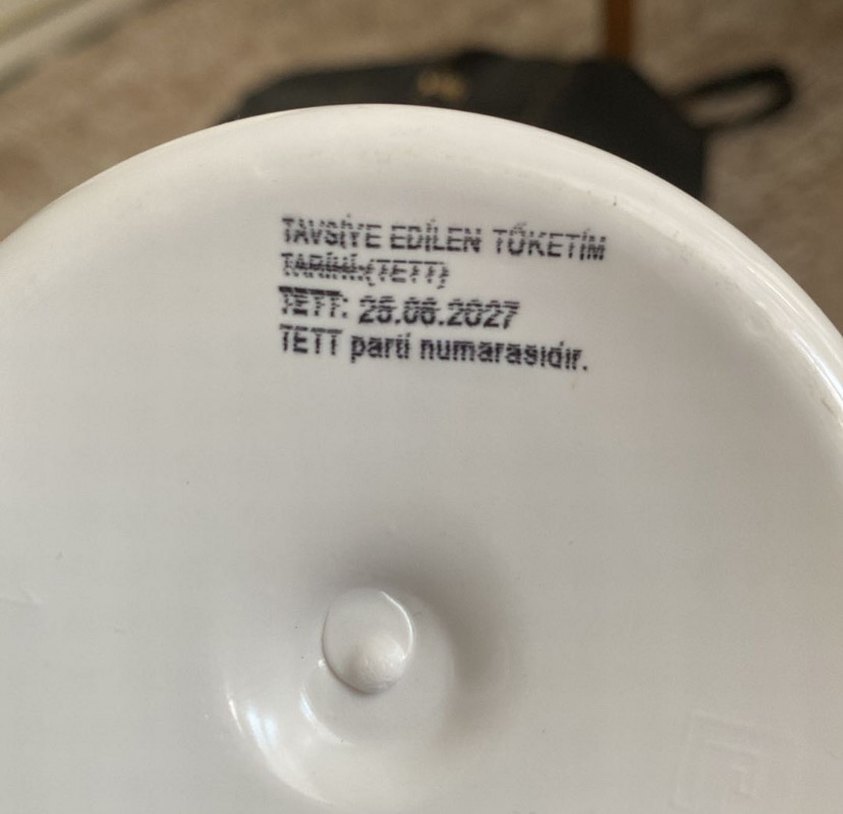 TAVSİYE EDİLEN TÜKETİM
TARİHİ:(TETT)
TETT: 25.06.2027
TETT parti numarasıdır.